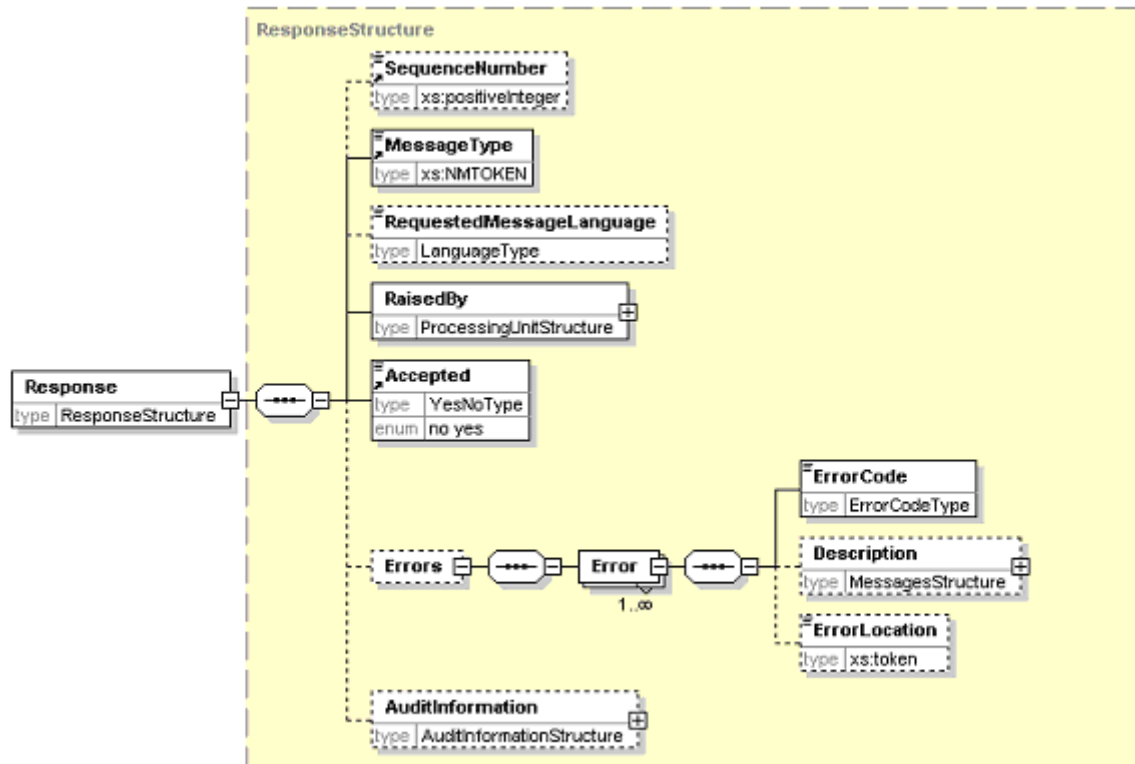 ResponseStructure
SequenceNumber
type xs:positiveInteger
MessageType
type xs:NMTOKEN
RequestedMessageLanguage
type LanguageType
RaisedBy
type ProcessingUnitStructure
Accepted
type YesNoType
enum no yes
Response
type ResponseStructure
Errors
Error
1..∞
ErrorCode
type ErrorCodeType
Description
type MessagesStructure
ErrorLocation
type xs:token
AuditInformation
type AuditInformationStructure